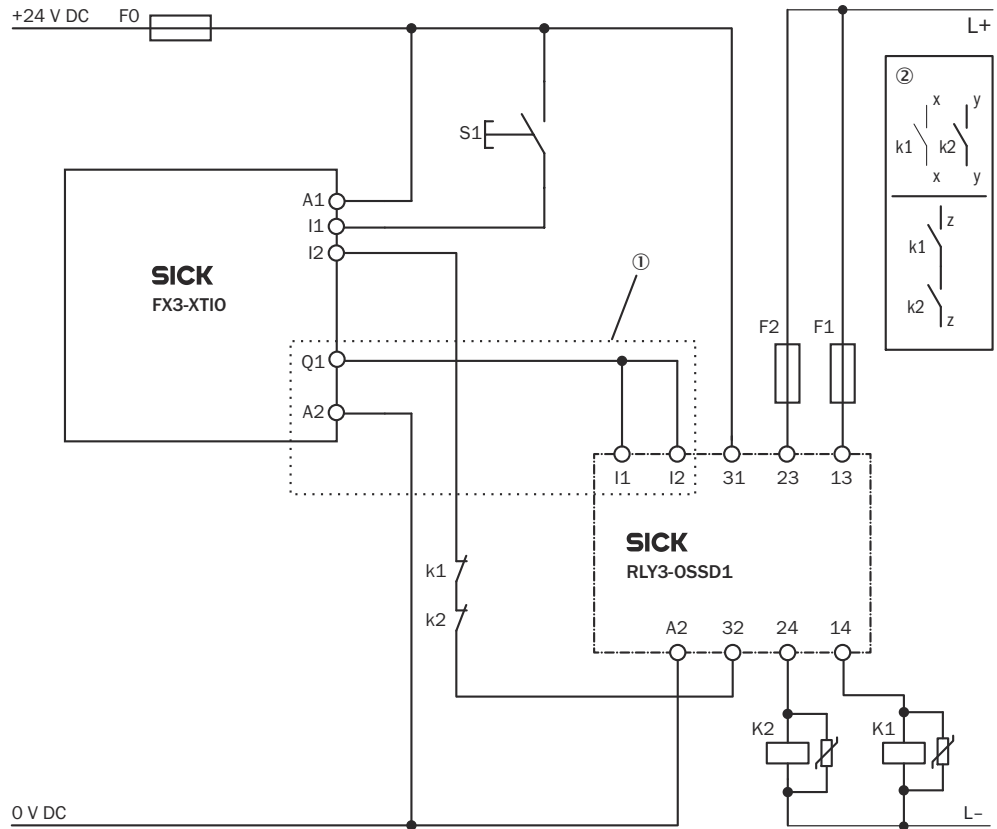 +24 V DC F0
L+
②
x y
S1
k1 k2
x y
A1
I1
I2
z
k1
k2
z
SICK
FX3-XTIO
①
F2 F1
Q1
A2
I1 I2 31 23 13
SICK
RLY3-OSSD1
k1
k2
A2 32 24 14
K2 K1
0 V DC
L–